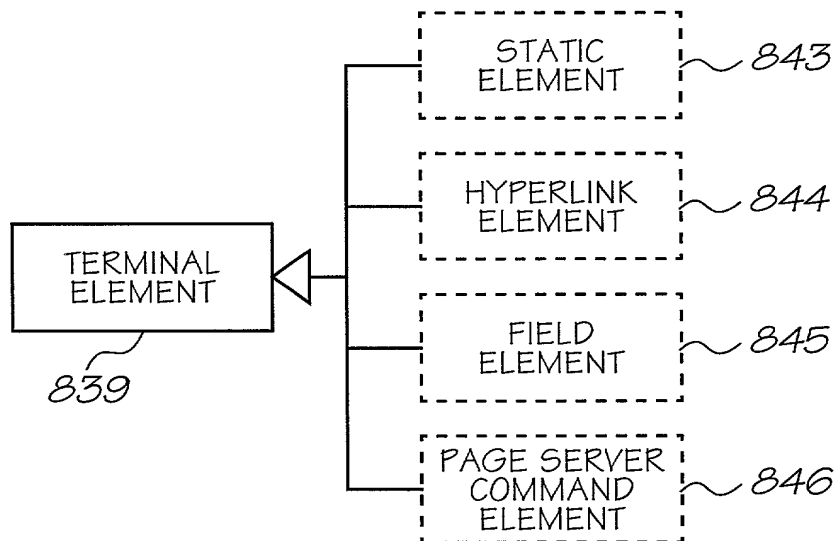 STATIC
ELEMENT
843
HYPERLINK
ELEMENT
844
TERMINAL
ELEMENT
839
FIELD
ELEMENT
845
PAGE SERVER
COMMAND
ELEMENT
846